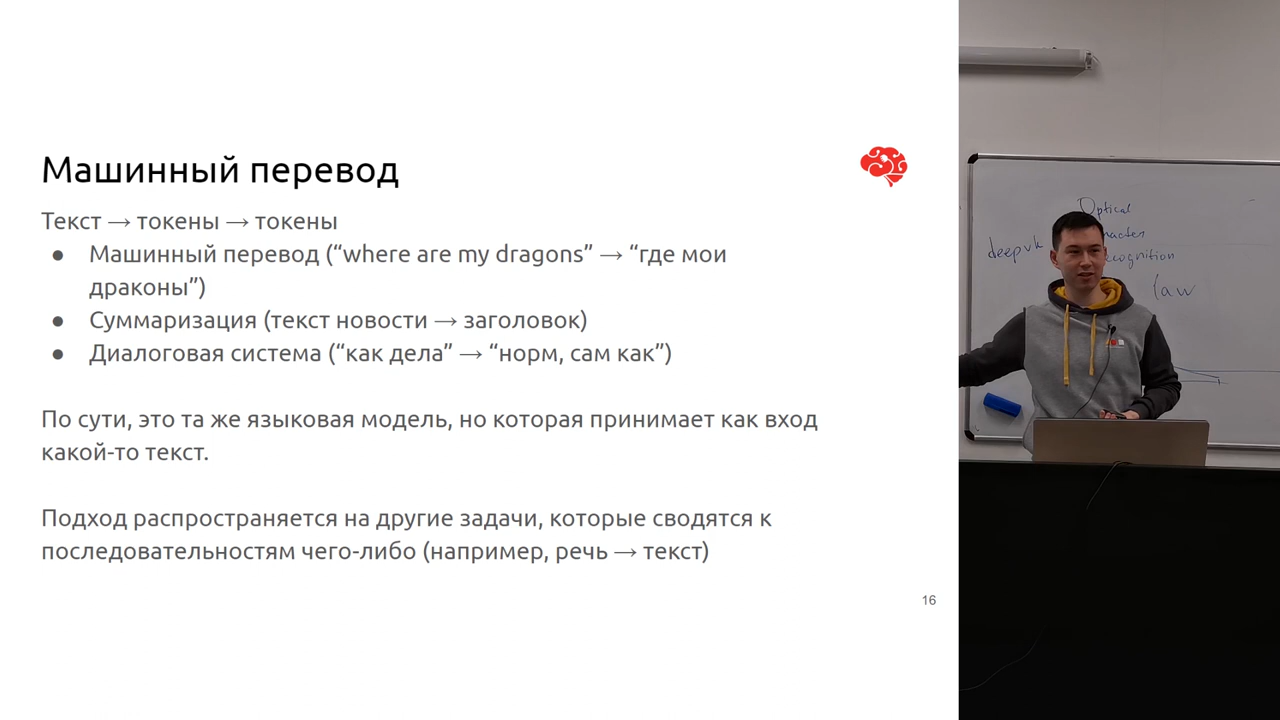 Машинный перевод
Текст → токены → токены
● Машинный перевод (“where are my dragons” → “где мои
драконы”)
● Суммаризация (текст новости → заголовок)
● Диалоговая система (“как дела” → “норм, сам как”)
По сути, это та же языковая модель, но которая принимает как вход
какой-то текст.
Подход распространяется на другие задачи, которые сводятся к
последовательностям чего-либо (например, речь → текст)
16
Optical
deepvk
law